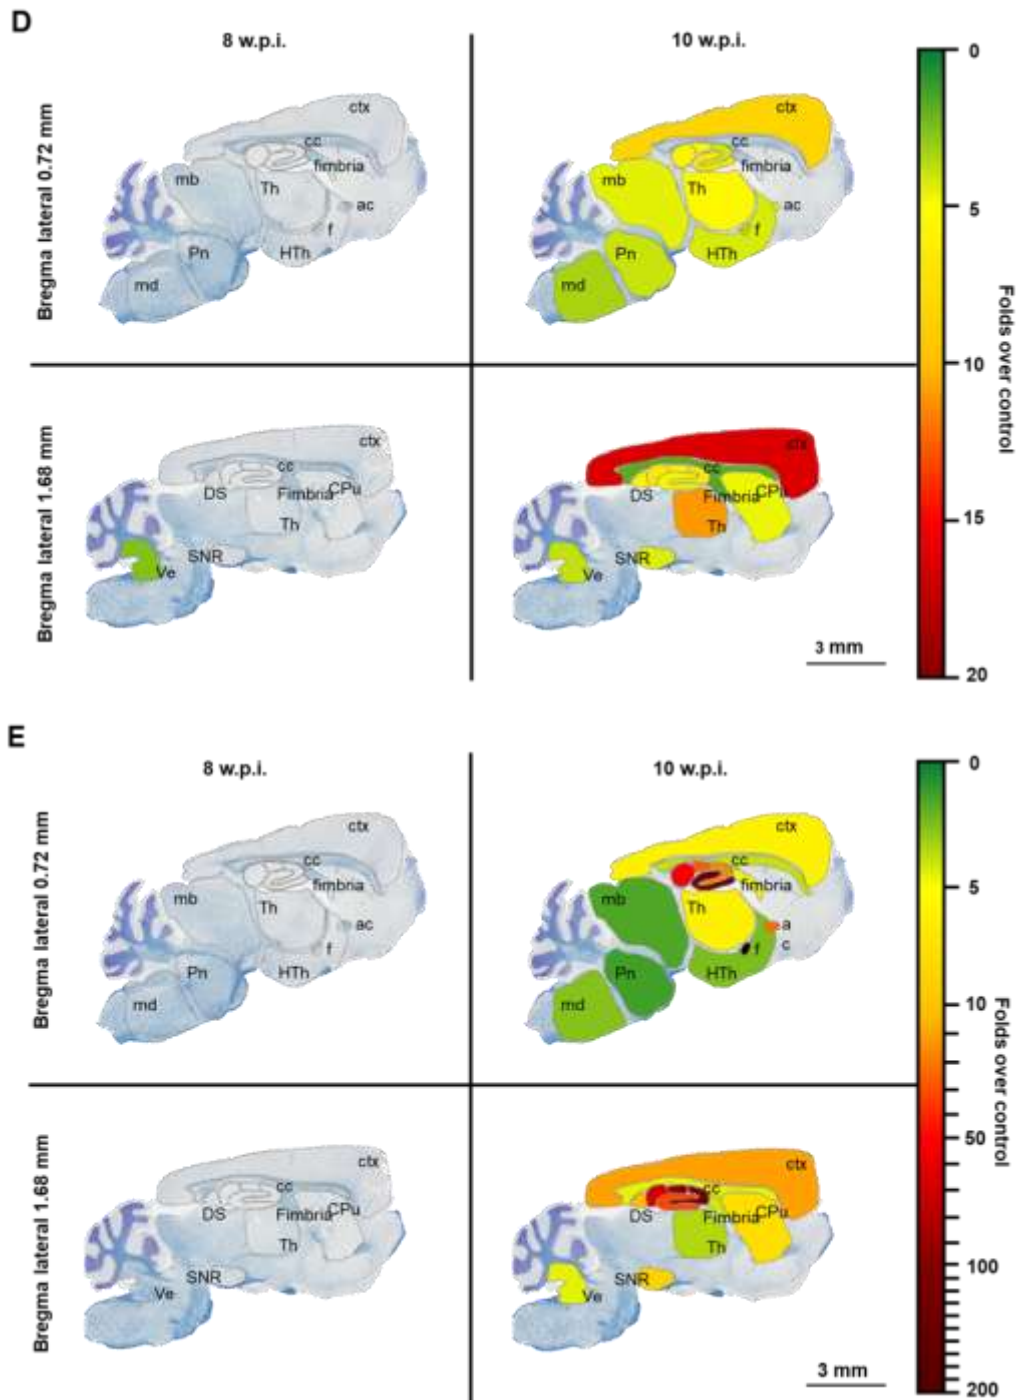 D
8 w.p.i.
10 w.p.i.
Bregma lateral 0.72 mm
ctx
cc
fimbria
mb
Th
ac
f
Pn
HTh
md
ctx
cc
fimbria
mb
Th
ac
f
Pn
HTh
md
Bregma lateral 1.68 mm
ctx
cc
DS
Fimbria
CPu
Th
SNR
Ve
ctx
cc
DS
Fimbria
CPu
Th
SNR
Ve
3 mm
0
5
10
15
20
Folds over control
E
8 w.p.i.
10 w.p.i.
Bregma lateral 0.72 mm
ctx
cc
fimbria
mb
Th
ac
f
Pn
HTh
md
ctx
cc
fimbria
mb
Th
a
c
f
Pn
HTh
md
Bregma lateral 1.68 mm
ctx
cc
DS
Fimbria
CPu
Th
SNR
Ve
ctx
cc
DS
Fimbria
CPu
Th
SNR
Ve
3 mm
0
5
10
50
100
200
Folds over control